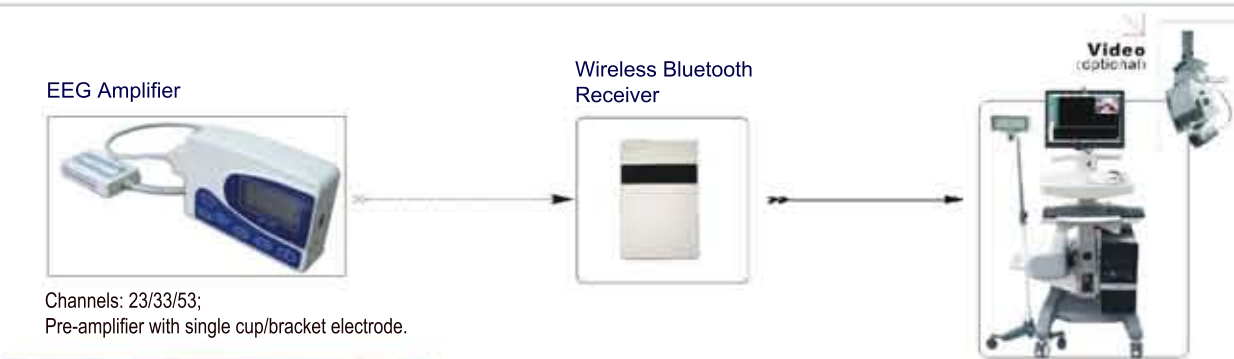 EEG Amplifier
Wireless Bluetooth
Receiver
Video
(optional)
Channels: 23/33/53;
Pre-amplifier with single cup/bracket electrode.